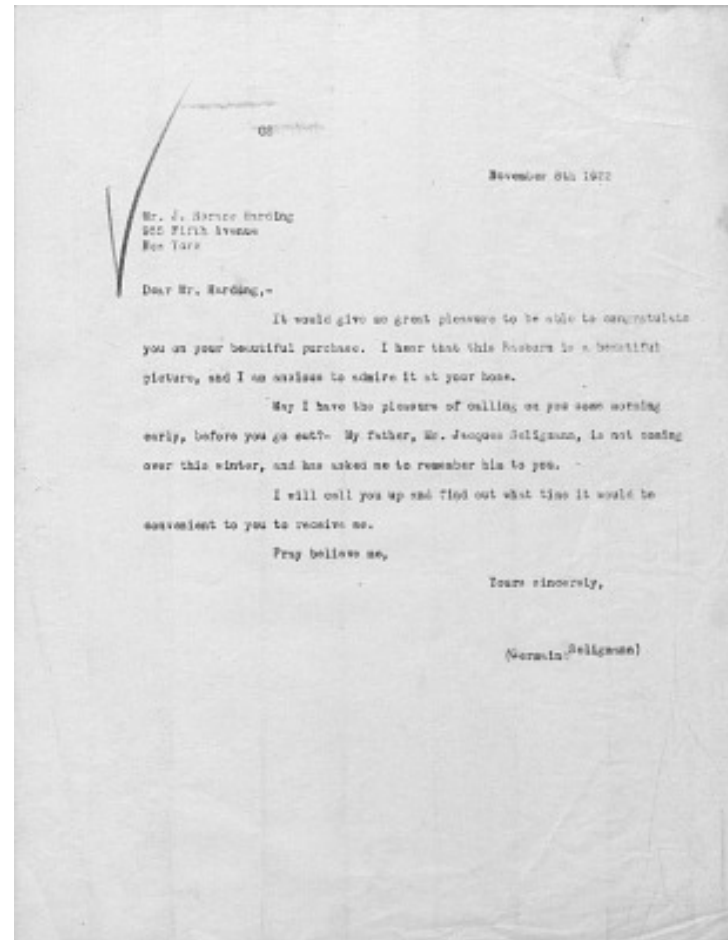 November 8th 1922
Mr. J. Horace Harding
955 Fifth Avenue
New York
Dear Mr. Harding,-
It would give me great pleasure to be able to congratulate
you on your beautiful purchase. I hear that this Raeburn is a beautiful
picture, and I am anxious to admire it at your home.
May I have the pleasure of calling on you some morning
early, before you go out?- My father, Mr. Jacques Seligmann, is not coming
over this winter, and has asked me to remember him to you.
I will call you up and find out what time it would be
convenient to you to receive me.
Pray believe me,
Yours sincerely,
(Germain Seligmann)